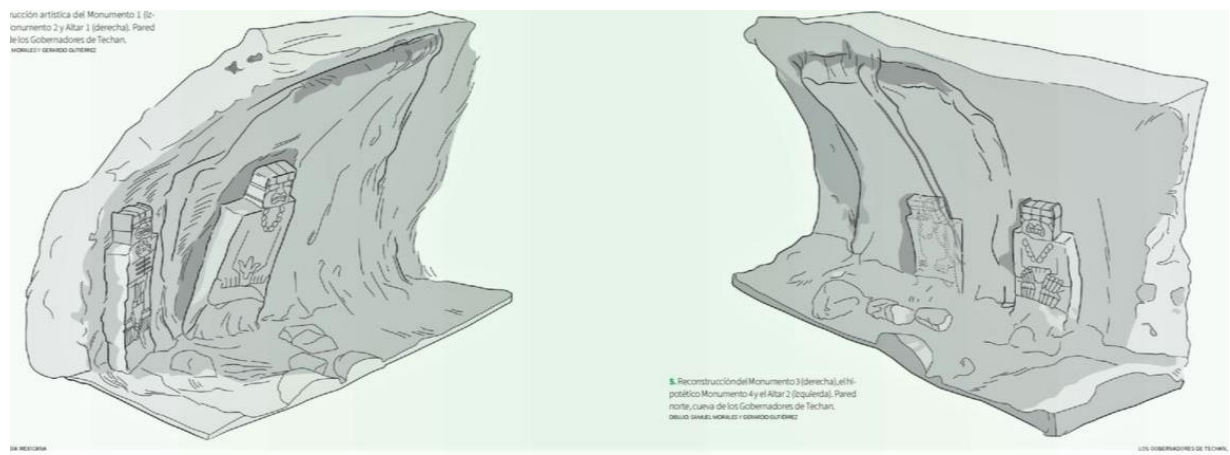 rucción artística del Monumento 1 (iz-
onumento 2 y Altar 1 (derecha). Pared
de los Gobernadores de Techan.
MORALES Y GERARDO GUTIÉRREZ
5. Reconstrucción del Monumento 3 (derecha), el hi-
potético Monumento 4 y el Altar 2 (izquierda). Pared
norte, cueva de los Gobernadores de Techan.
DIBUJO: SAMUEL MORALES Y GERARDO GUTIÉRREZ
MEXICANA
LOS GOBERNADORES DE TECHAN,